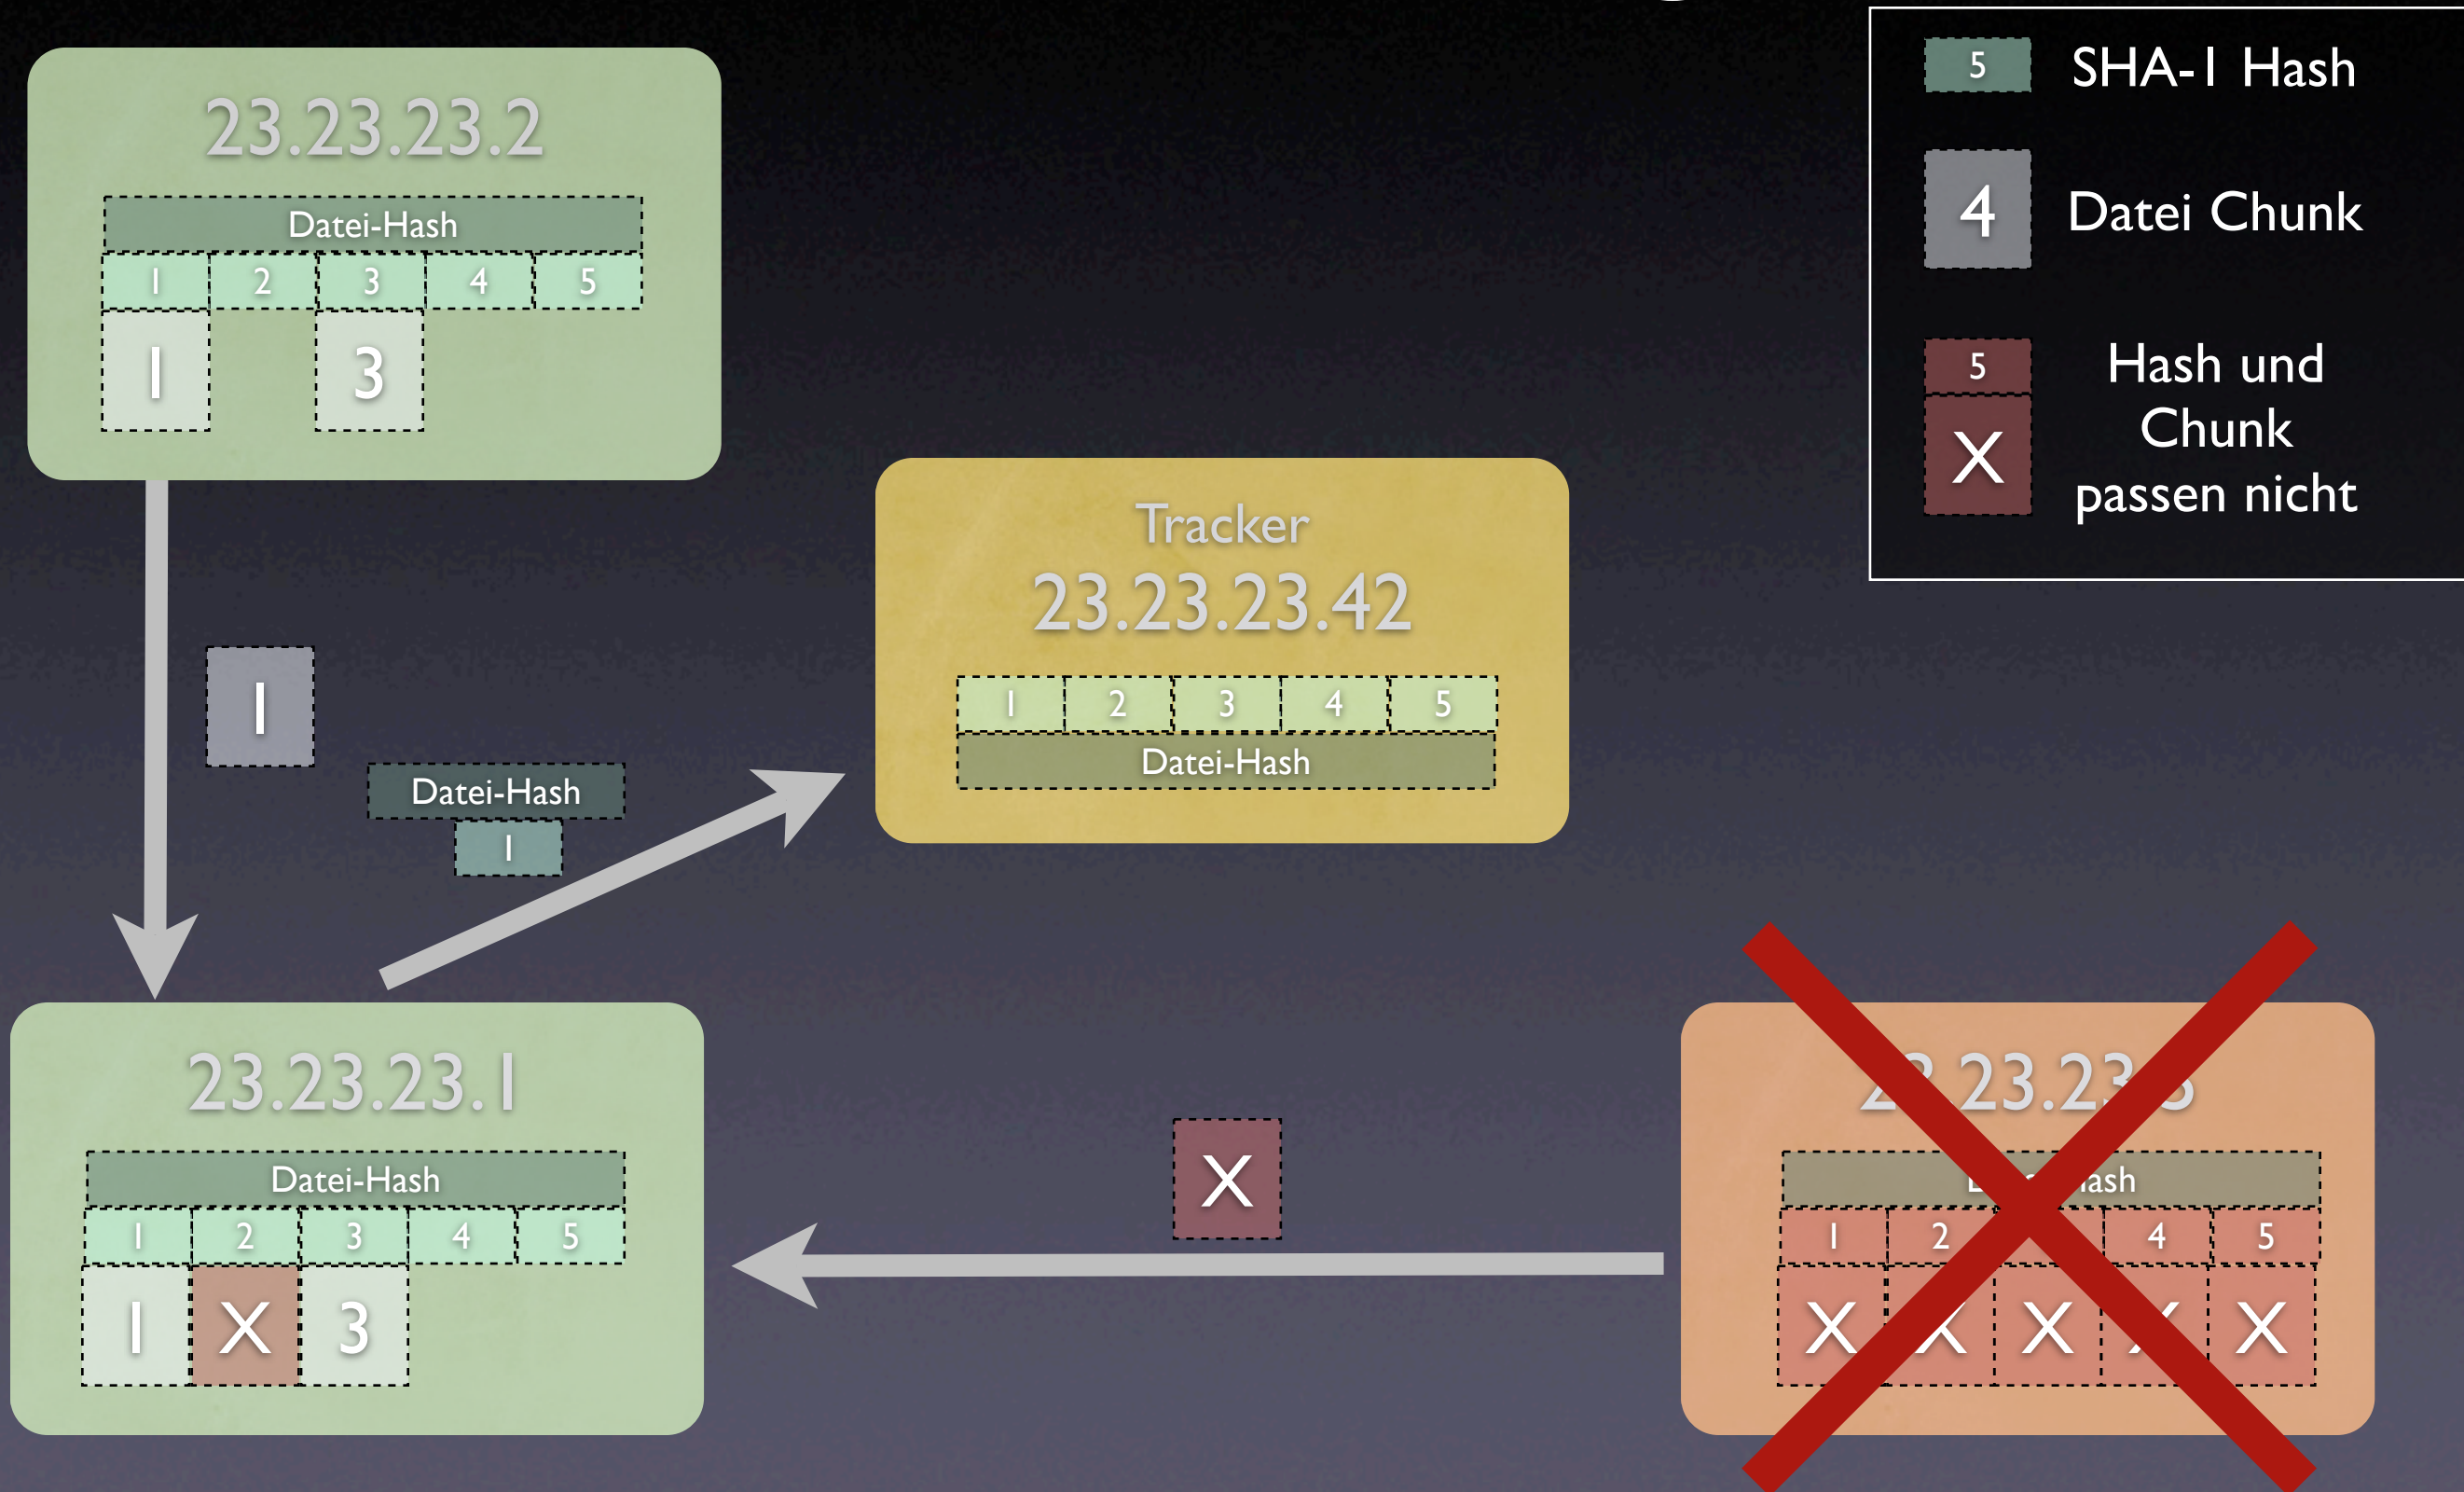 23.23.23.2
Datei-Hash
1 2 3 4 5
1 3
5 SHA-1 Hash
4 Datei Chunk
5 Hash und
X Chunk
passen nicht
Tracker
23.23.23.42
1 2 3 4 5
Datei-Hash
1
Datei-Hash
1
23.23.23.1
Datei-Hash
1 2 3 4 5
1 X 3
X
1 2 4 5
X X X X X